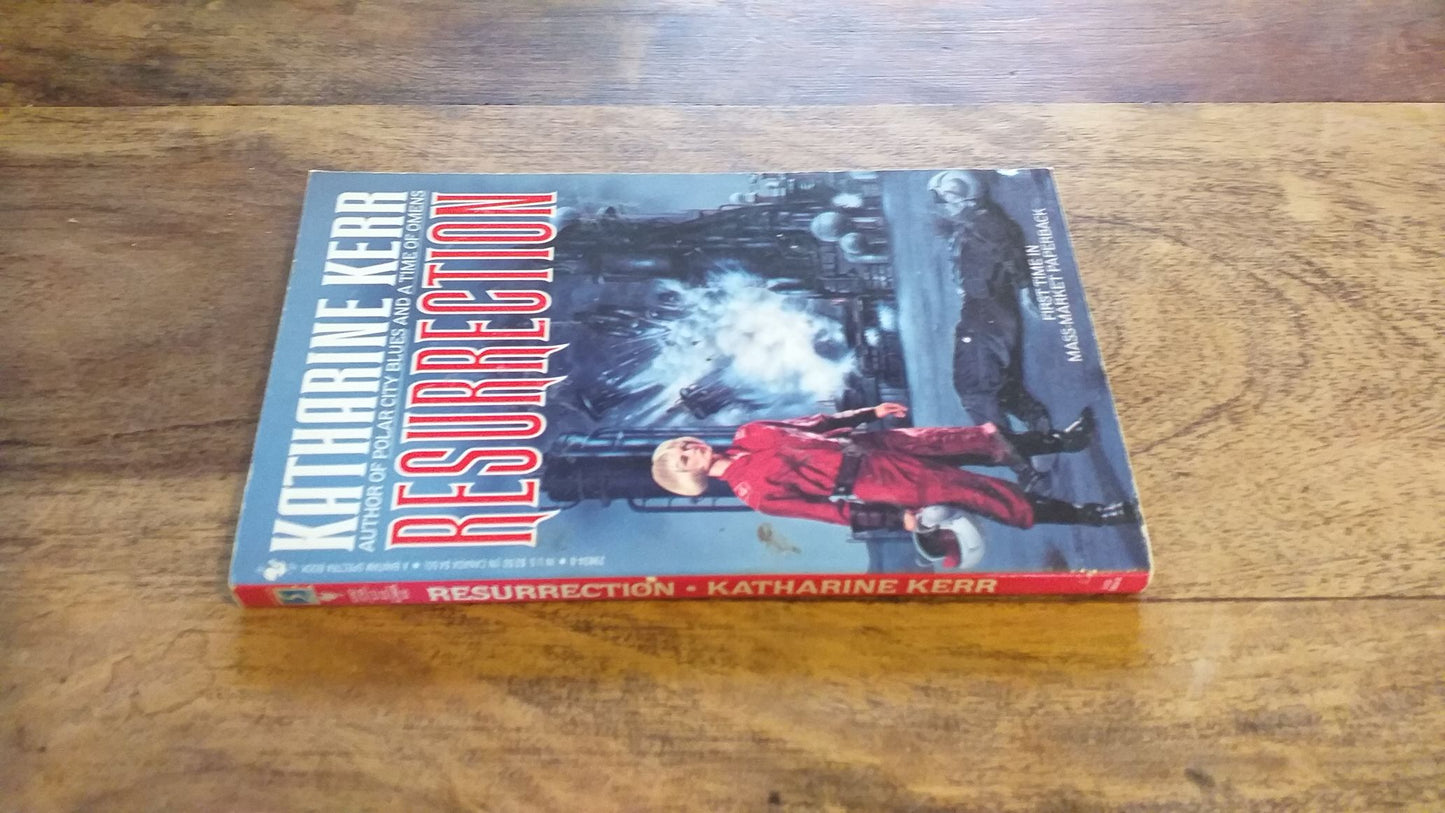 KATHARINE KERR
AUTHOR OF POLAR CITY BLUES AND A TIME OF OMENS
RESURRECTION
FIRST TIME IN
MASS-MARKET PAPERBACK
A BANTAM SPECTRA BOOK
RESURRECTION • KATHARINE KERR